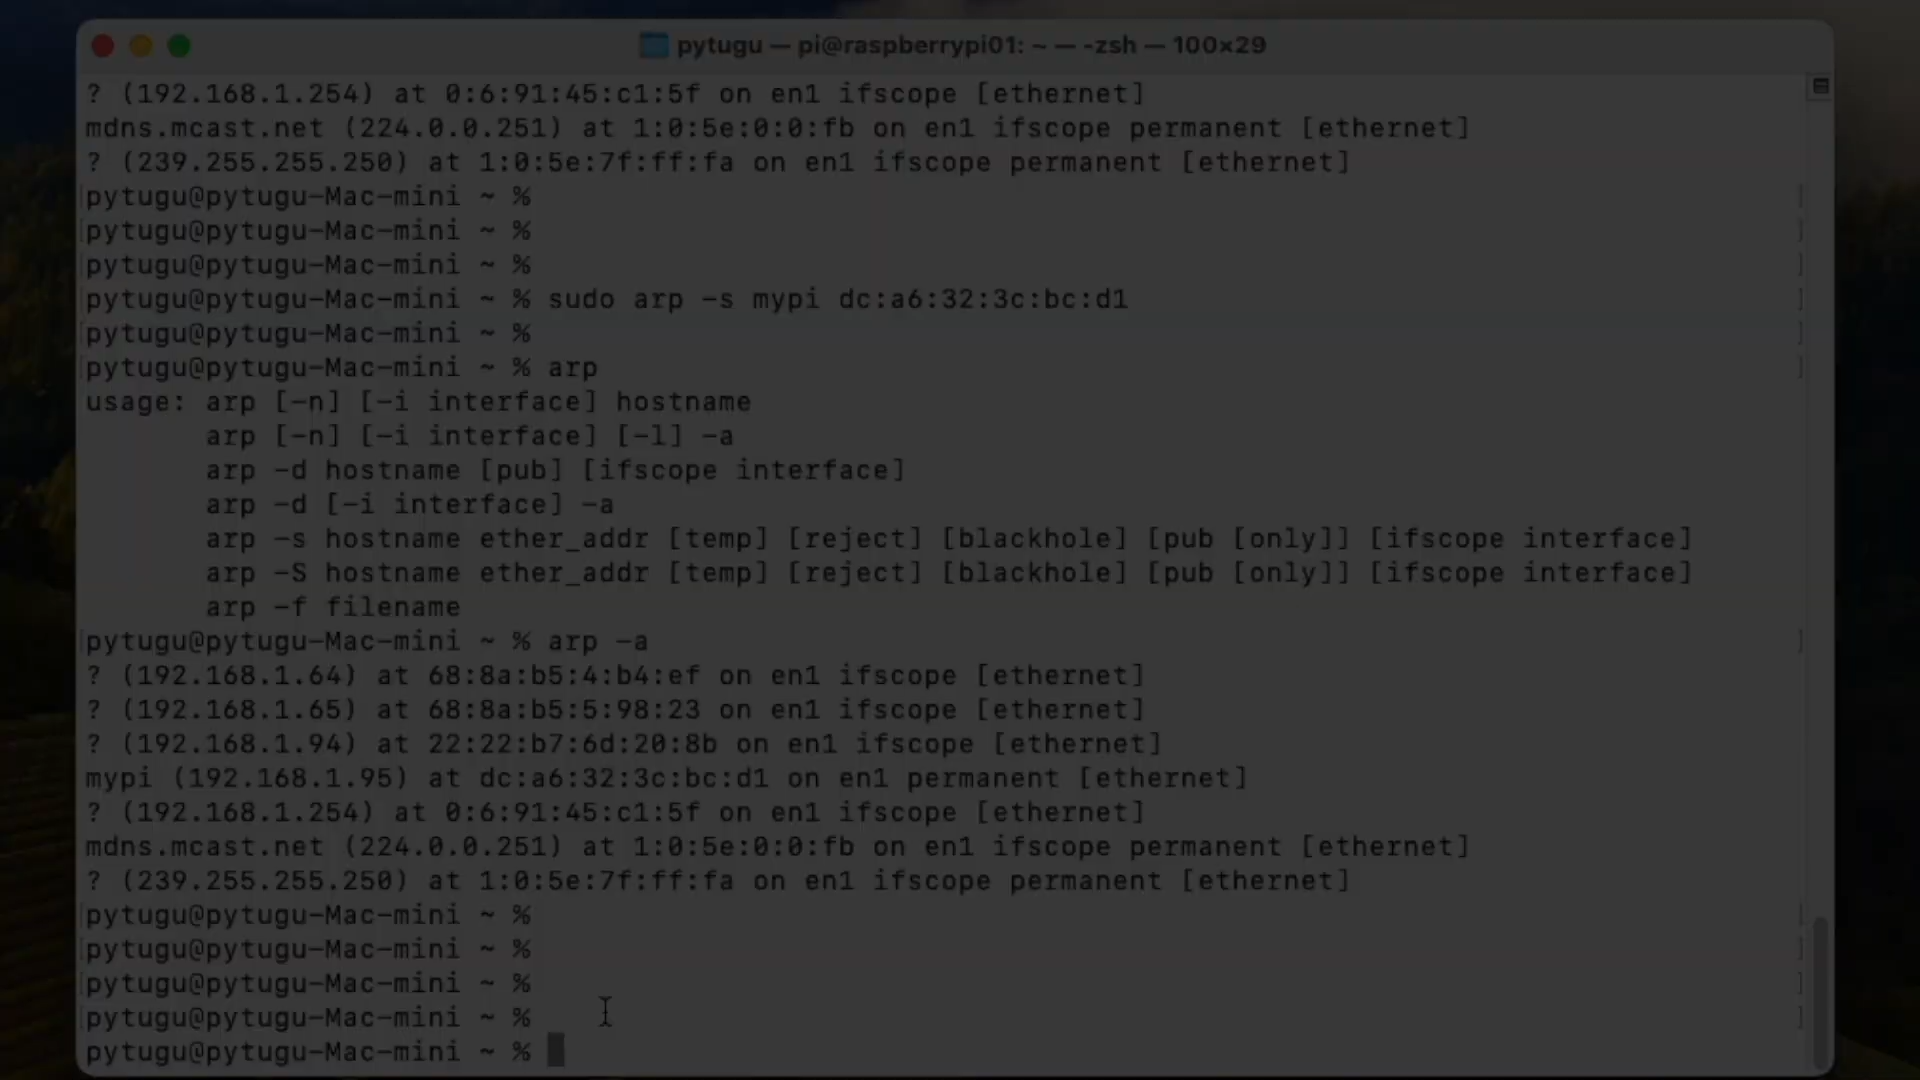 pytugu — pi@raspberrypi01: ~ — -zsh — 100×29
? (192.168.1.254) at 0:6:91:45:c1:5f on en1 ifscope [ethernet]
mdns.mcast.net (224.0.0.251) at 1:0:5e:0:0:fb on en1 ifscope permanent [ethernet]
? (239.255.255.250) at 1:0:5e:7f:ff:fa on en1 ifscope permanent [ethernet]
[pytugu@pytugu-Mac-mini ~ % ]
[pytugu@pytugu-Mac-mini ~ % ]
[pytugu@pytugu-Mac-mini ~ % ]
[pytugu@pytugu-Mac-mini ~ % sudo arp -s mypi dc:a6:32:3c:bc:d1 ]
[pytugu@pytugu-Mac-mini ~ % ]
[pytugu@pytugu-Mac-mini ~ % arp ]
usage: arp [-n] [-i interface] hostname
arp [-n] [-i interface] [-l] -a
arp -d hostname [pub] [ifscope interface]
arp -d [-i interface] -a
arp -s hostname ether_addr [temp] [reject] [blackhole] [pub [only]] [ifscope interface]
arp -S hostname ether_addr [temp] [reject] [blackhole] [pub [only]] [ifscope interface]
arp -f filename
[pytugu@pytugu-Mac-mini ~ % arp -a ]
? (192.168.1.64) at 68:8a:b5:4:b4:ef on en1 ifscope [ethernet]
? (192.168.1.65) at 68:8a:b5:5:98:23 on en1 ifscope [ethernet]
? (192.168.1.94) at 22:22:b7:6d:20:8b on en1 ifscope [ethernet]
mypi (192.168.1.95) at dc:a6:32:3c:bc:d1 on en1 permanent [ethernet]
? (192.168.1.254) at 0:6:91:45:c1:5f on en1 ifscope [ethernet]
mdns.mcast.net (224.0.0.251) at 1:0:5e:0:0:fb on en1 ifscope permanent [ethernet]
? (239.255.255.250) at 1:0:5e:7f:ff:fa on en1 ifscope permanent [ethernet]
[pytugu@pytugu-Mac-mini ~ % ]
[pytugu@pytugu-Mac-mini ~ % ]
[pytugu@pytugu-Mac-mini ~ % ]
[pytugu@pytugu-Mac-mini ~ % ]
pytugu@pytugu-Mac-mini ~ %